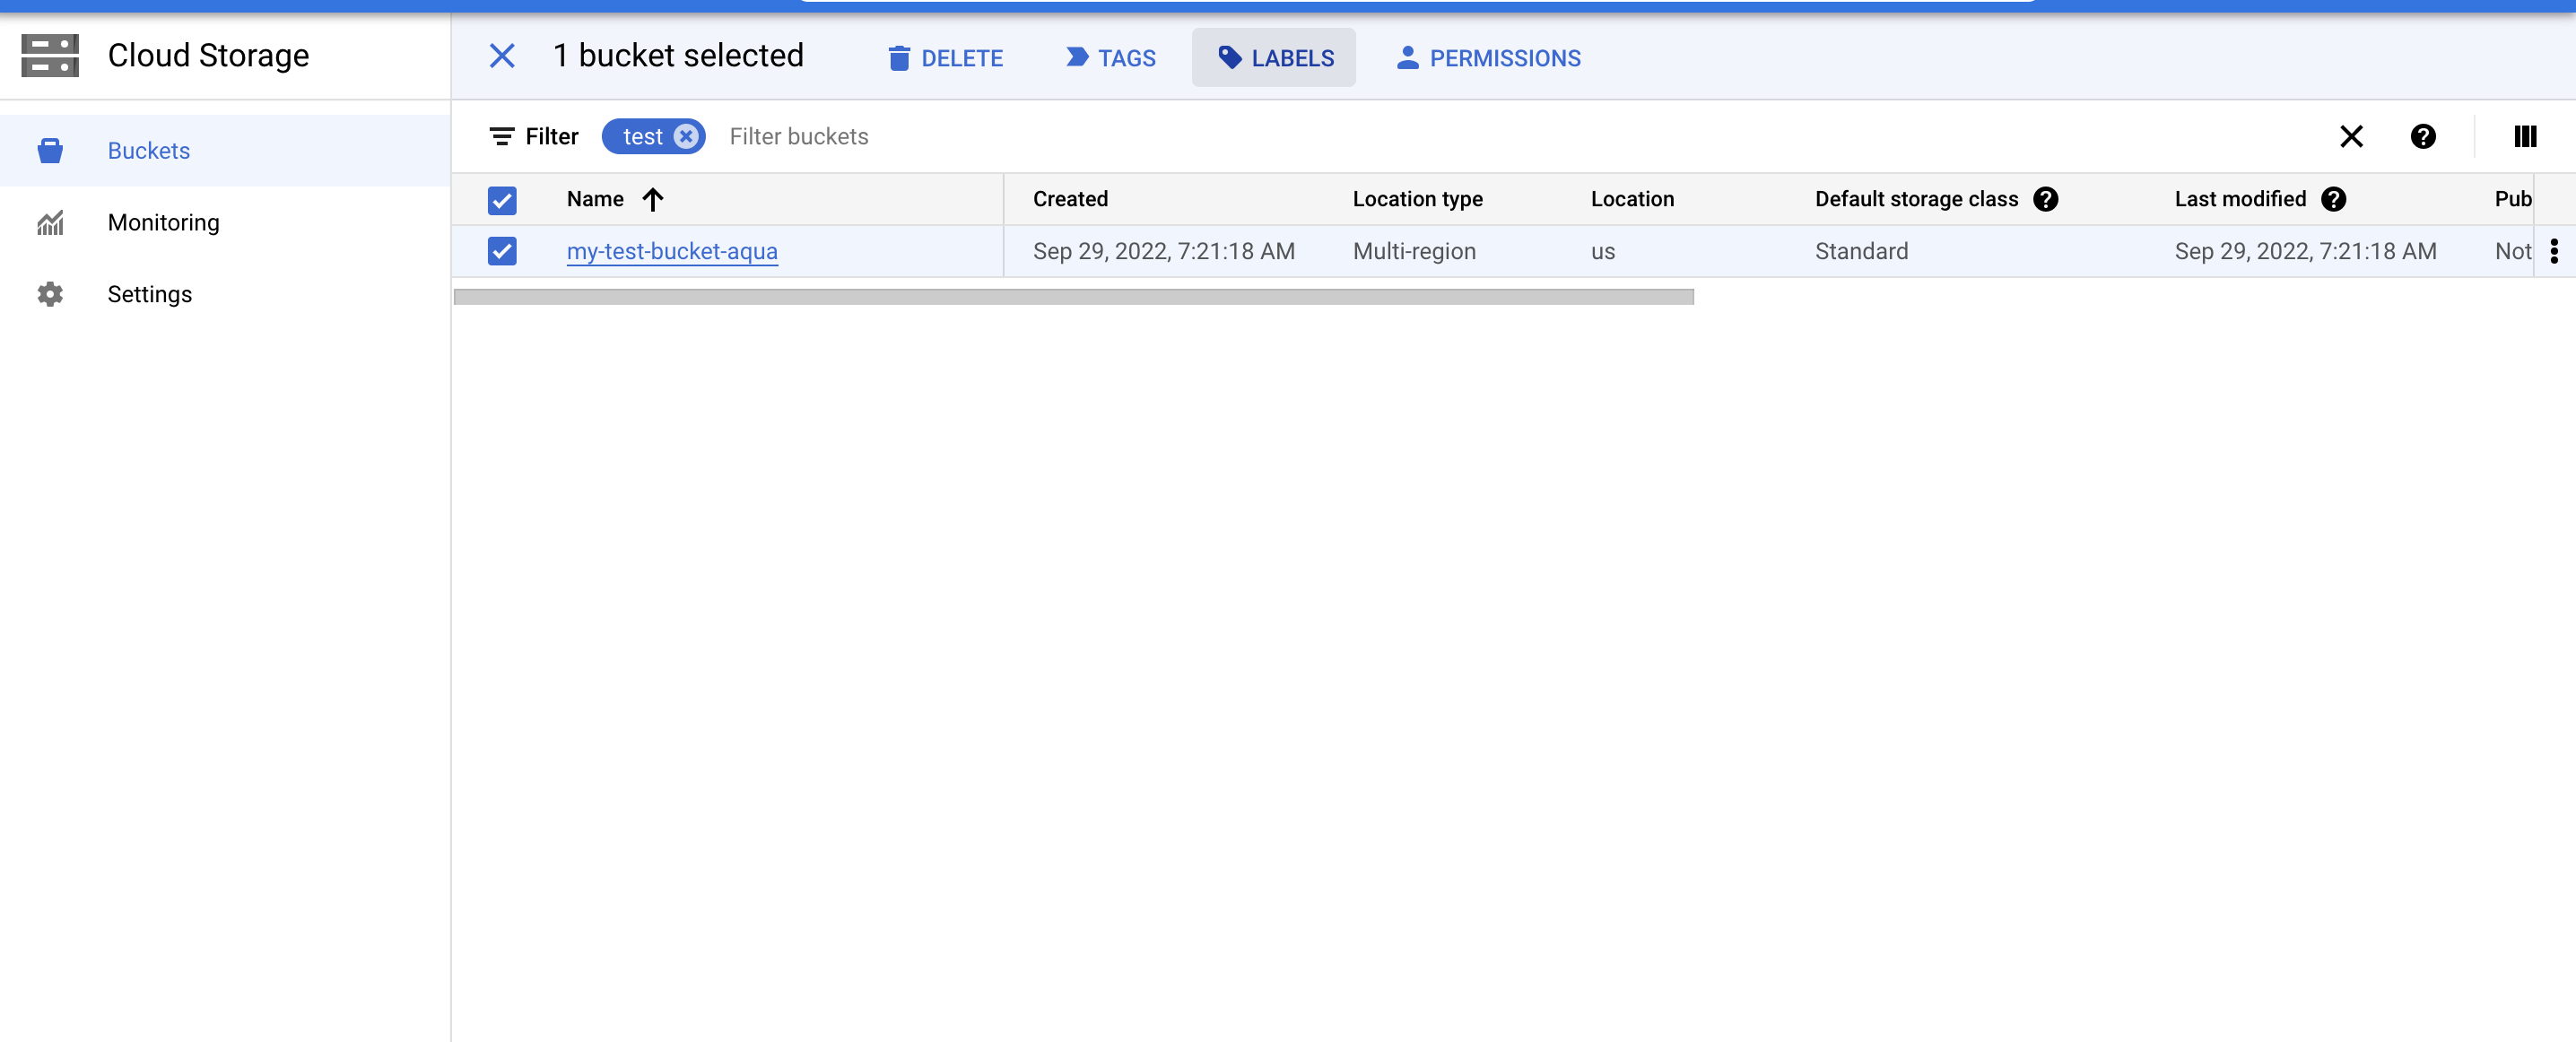 Cloud Storage
1 bucket selected
DELETE
TAGS
LABELS
PERMISSIONS
Buckets
Monitoring
Settings
Filter test Filter buckets
Name Created Location type Location Default storage class Last modified Pub
my-test-bucket-aqua Sep 29, 2022, 7:21:18 AM Multi-region us Standard Sep 29, 2022, 7:21:18 AM Not